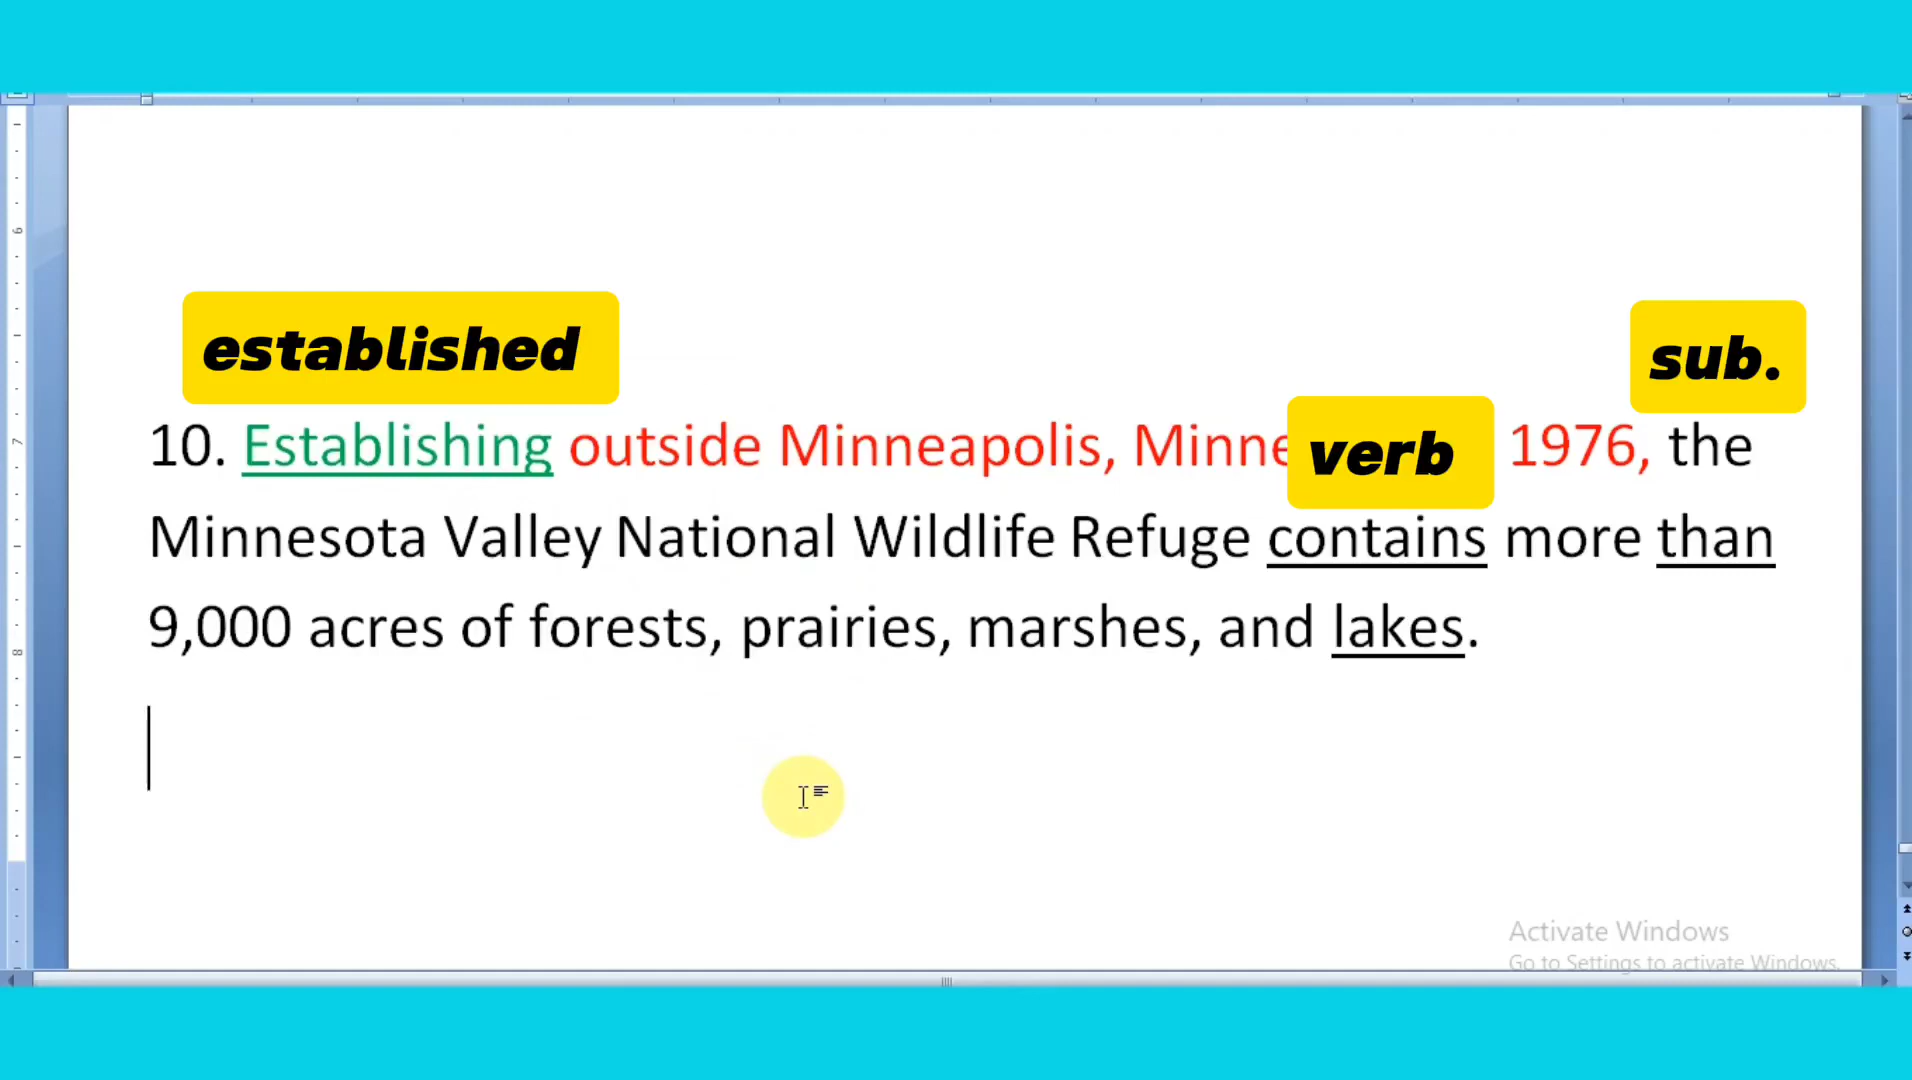 established
sub.
verb
10. Establishing outside Minneapolis, Minne 1976, the
Minnesota Valley National Wildlife Refuge contains more than
9,000 acres of forests, prairies, marshes, and lakes.
Activate Windows
Go to Settings to activate Windows.